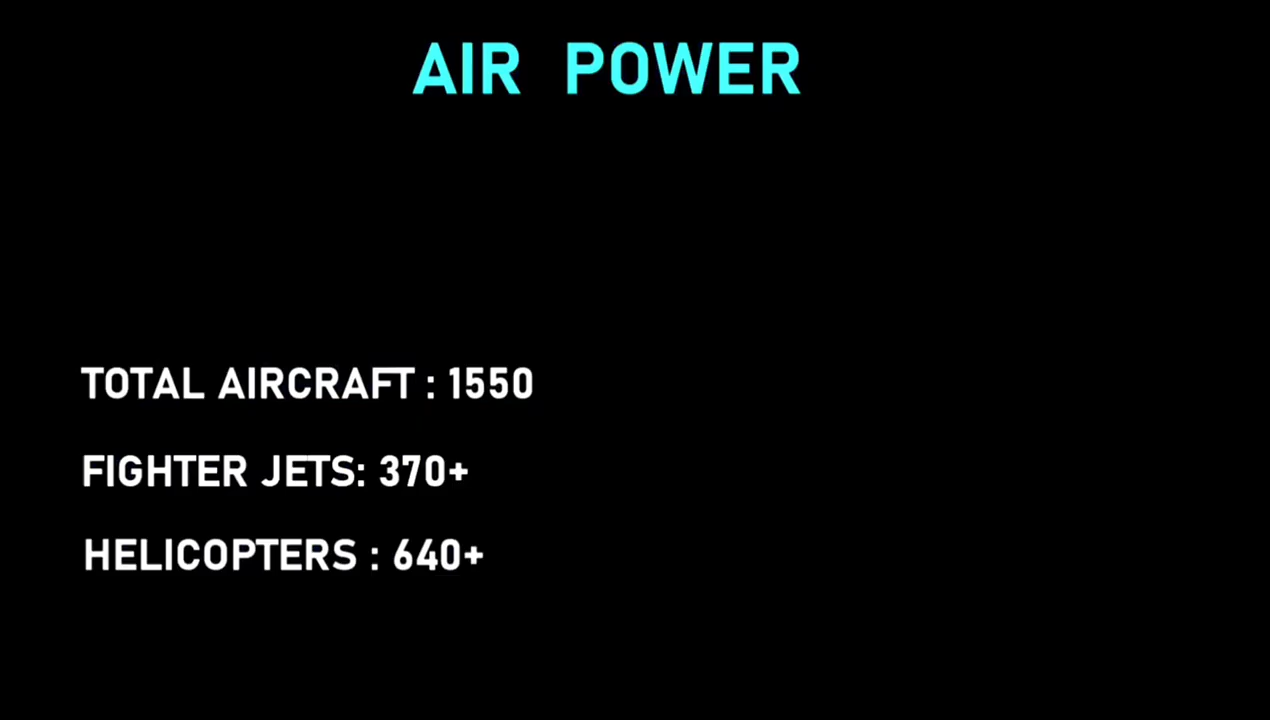 AIR POWER
TOTAL AIRCRAFT : 1550
FIGHTER JETS: 370+
HELICOPTERS : 640+